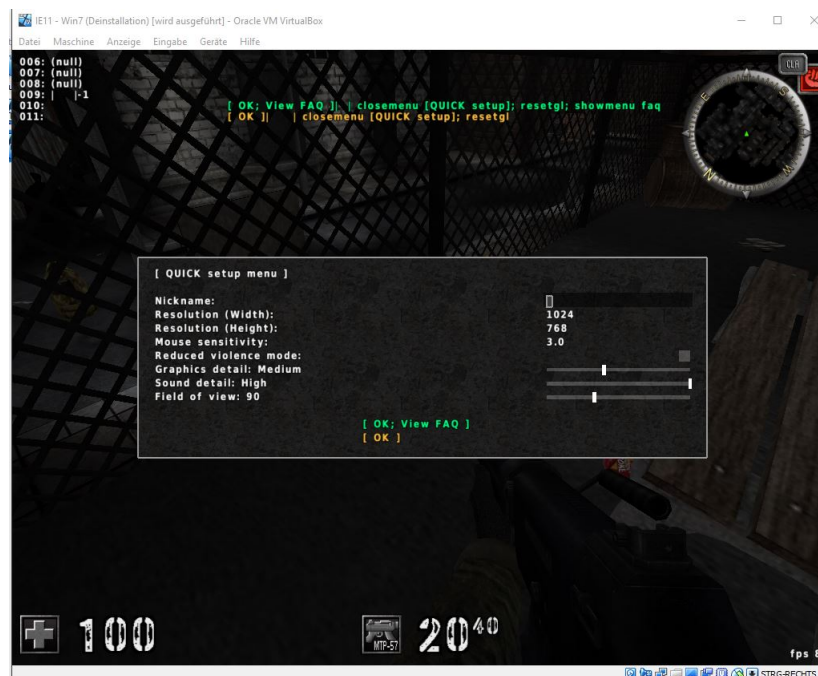 IE11 - Win7 (Deinstallation) [wird ausgeführt] - Oracle VM VirtualBox
Datei Maschine Anzeige Eingabe Geräte Hilfe
006: (null)
007: (null)
008: (null)
009: | |-1
010: [ OK; View FAQ ]| | closemenu [QUICK setup]; resetgl; showmenu faq
011: [ OK ]| | closemenu [QUICK setup]; resetgl
CLA
E
S
N
W
[ QUICK setup menu ]
Nickname:
Resolution (Width): 1024
Resolution (Height): 768
Mouse sensitivity: 3.0
Reduced violence mode:
Graphics detail: Medium
Sound detail: High
Field of view: 90
[ OK; View FAQ ]
[ OK ]
100 MTP-57 20 40
fps 8
STRG-RECHTS